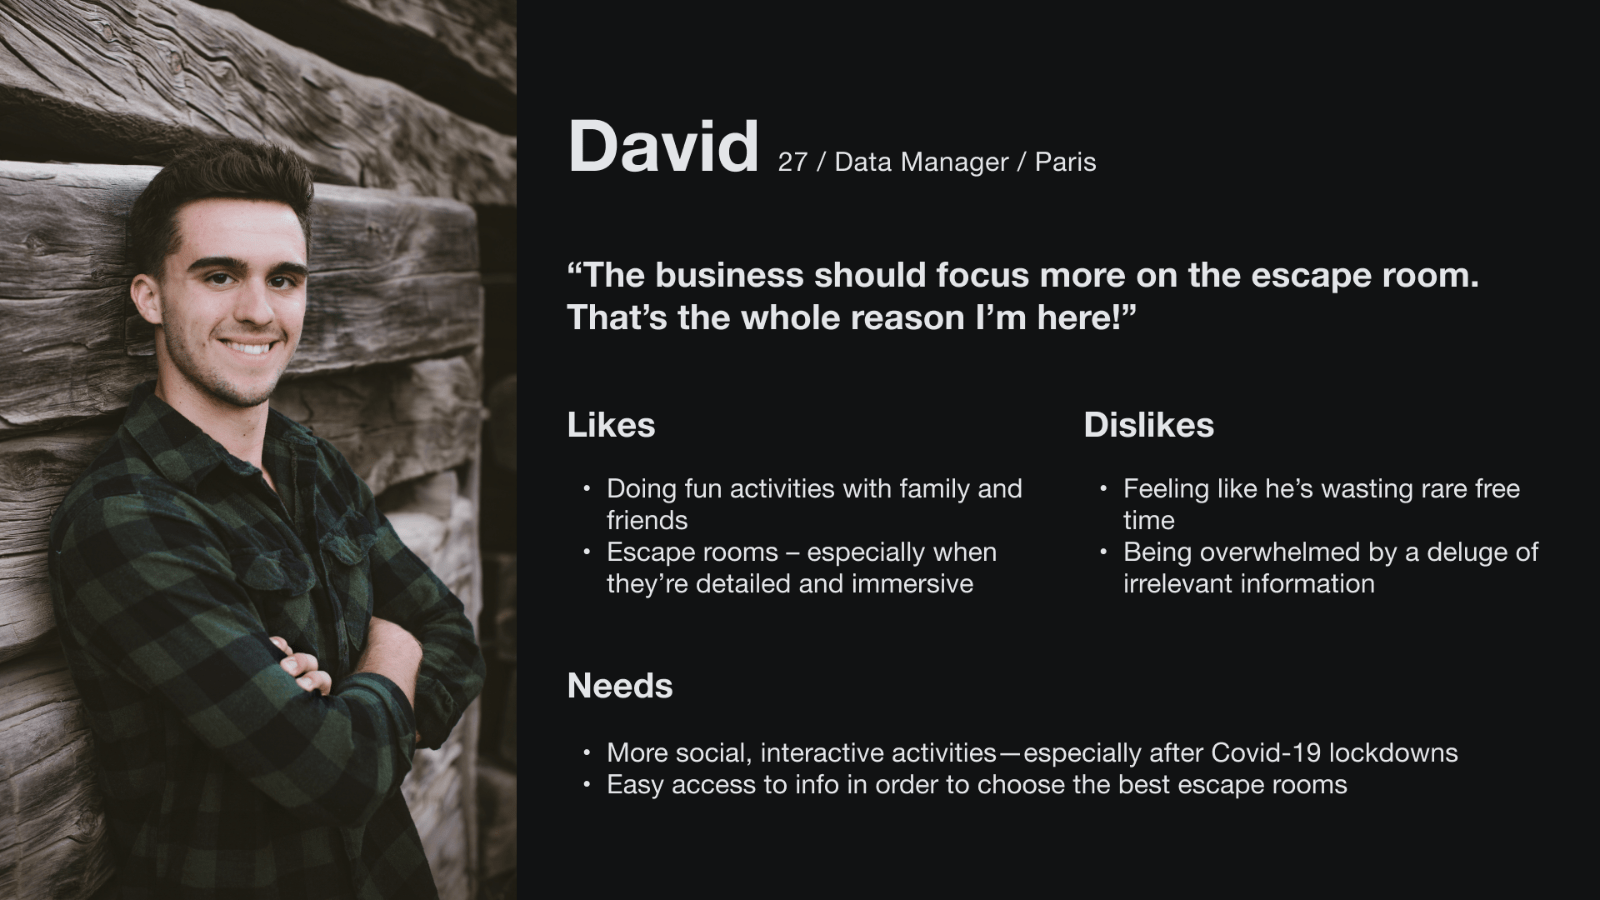 David 27 / Data Manager / Paris
“The business should focus more on the escape room.
That’s the whole reason I’m here!”
Likes
• Doing fun activities with family and
friends
• Escape rooms – especially when
they’re detailed and immersive
Dislikes
• Feeling like he’s wasting rare free
time
• Being overwhelmed by a deluge of
irrelevant information
Needs
• More social, interactive activities—especially after Covid-19 lockdowns
• Easy access to info in order to choose the best escape rooms